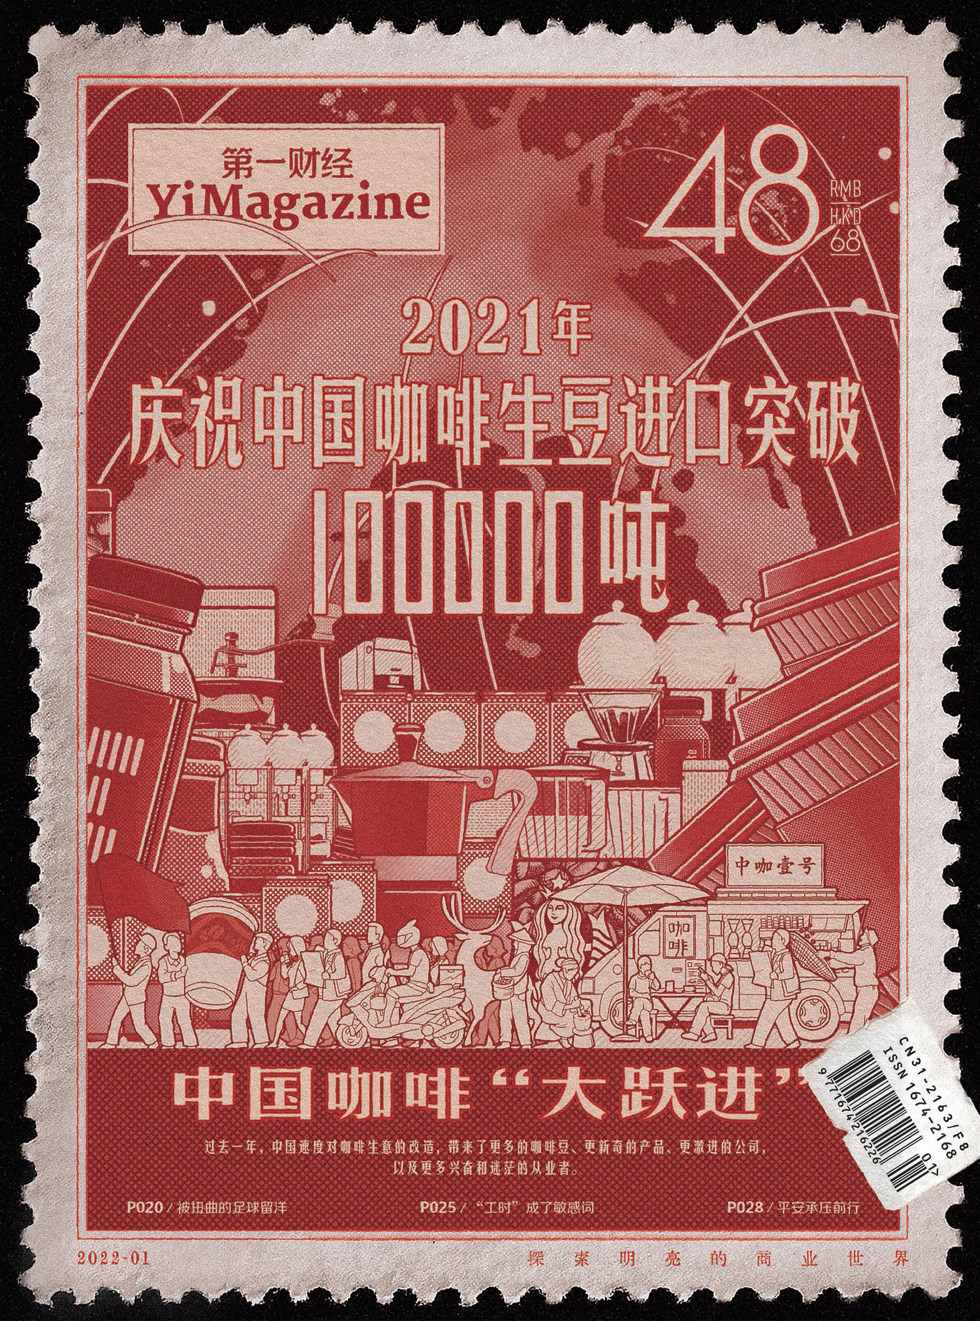 第一财经
YiMagazine
48
RMB
HKD
68
2021年
庆祝中国咖啡生豆进口突破
100000吨
中咖壹号
咖
啡
中国咖啡“大跃进”
过去一年，中国速度对咖啡生意的改造，带来了更多的咖啡豆、更新奇的产品、更激进的公司，
以及更多兴奋和迷茫的从业者。
P020 / 被扭曲的足球留洋
P025 / “工时”成了敏感词
P028 / 平安承压前行
CN31-2163/F8
ISSN 1674-2168
01>
9 771674 216226
2022-01
探索明亮的商业世界